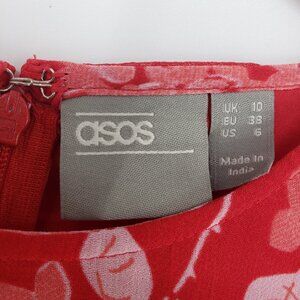 asos
UK 10
EU 38
US 6
Made In
India